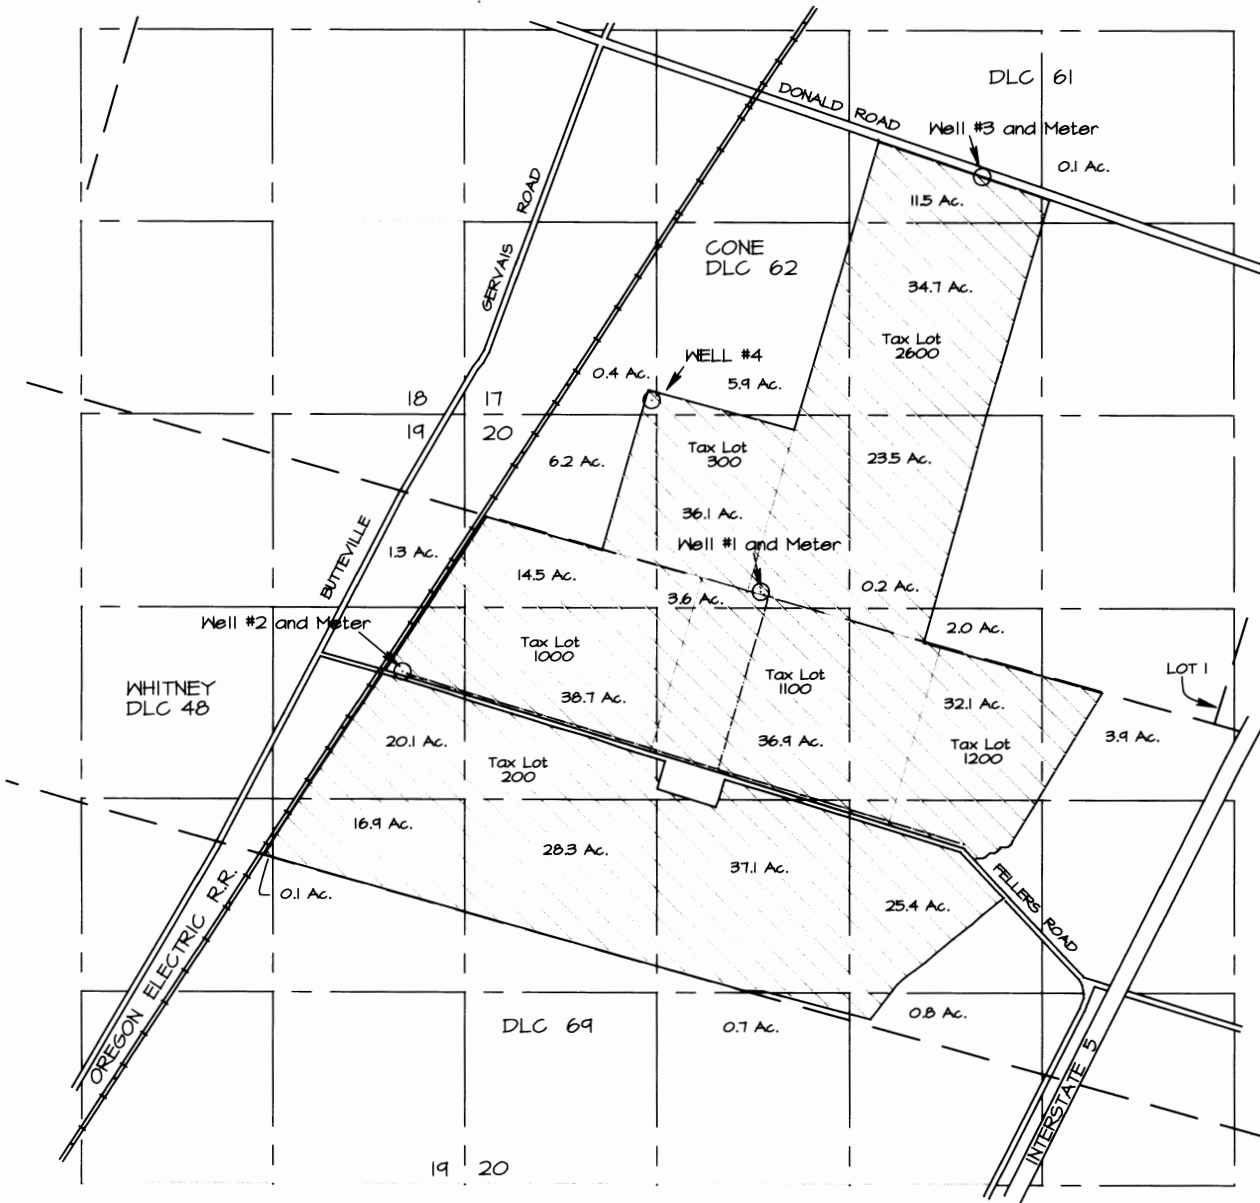 DLC 61
DONALD ROAD
Well #3 and Meter
0.1 Ac.
11.5 Ac.
GERVAIS ROAD
CONE
DLC 62
34.7 Ac.
Tax Lot
2600
WELL #4
0.4 Ac.
5.9 Ac.
18 17
19 20
6.2 Ac.
Tax Lot
300
23.5 Ac.
36.1 Ac.
BUTTEVILLE
1.3 Ac.
Well #1 and Meter
14.5 Ac.
3.6 Ac.
0.2 Ac.
Well #2 and Meter
2.0 Ac.
Tax Lot
1000
LOT 1
WHITNEY
DLC 48
Tax Lot
1100
38.7 Ac.
32.1 Ac.
20.1 Ac.
36.9 Ac.
3.9 Ac.
Tax Lot
200
Tax Lot
1200
16.9 Ac.
28.3 Ac.
37.1 Ac.
0.1 Ac.
25.4 Ac.
FELLERS ROAD
OREGON ELECTRIC R.R.
DLC 69
0.7 Ac.
0.8 Ac.
INTERSTATE 5
19 20